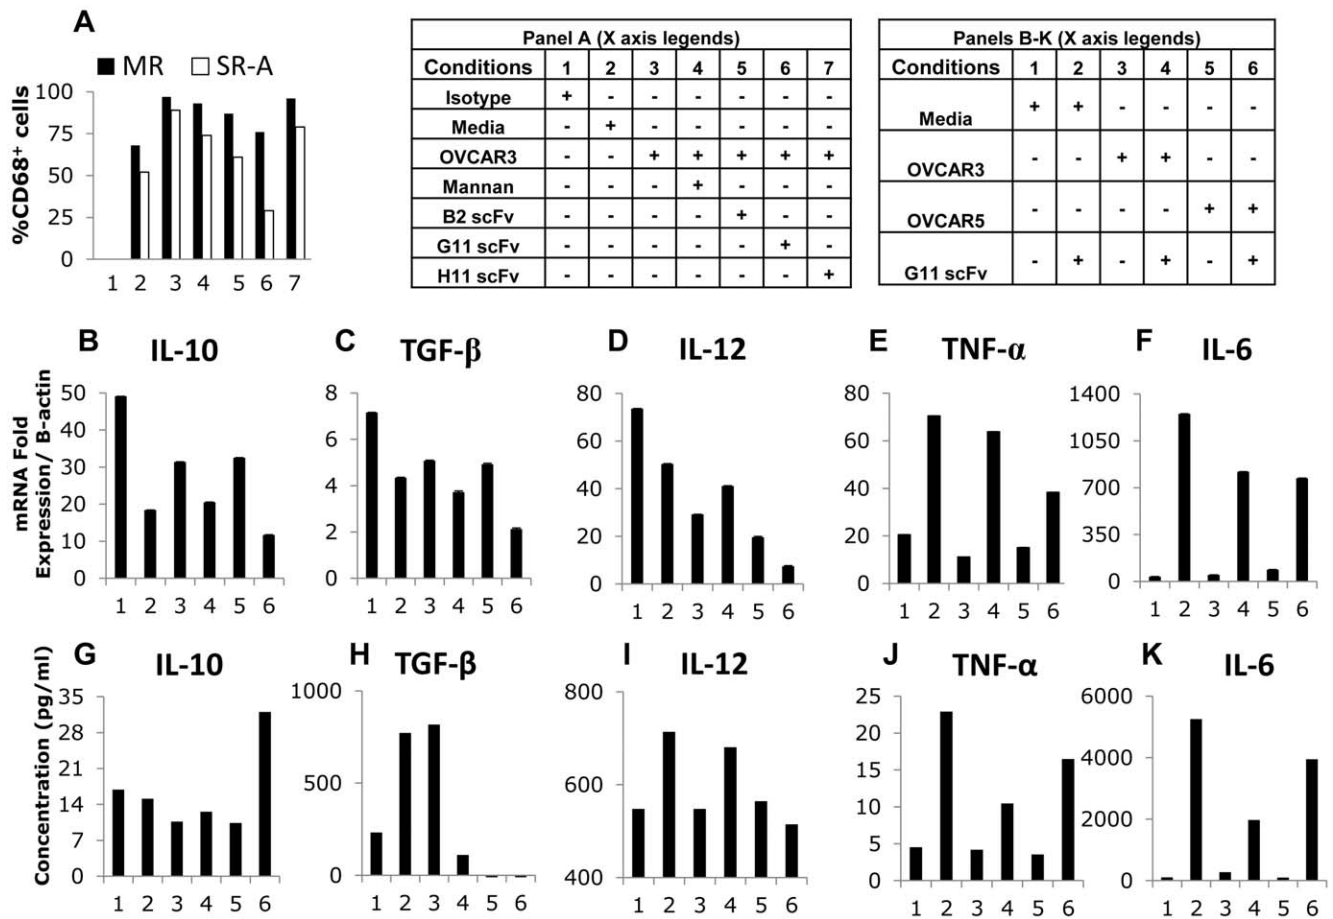 A
■ MR □ SR-A
%CD68+ cells
100
75
50
25
0
1 2 3 4 5 6 7
Panel A (X axis legends)
Conditions 1 2 3 4 5 6 7
Isotype + - - - - - -
Media - + - - - - -
OVCAR3 - - + + + + +
Mannan - - - + - - -
B2 scFv - - - - + - -
G11 scFv - - - - - + -
H11 scFv - - - - - - +
Panels B-K (X axis legends)
Conditions 1 2 3 4 5 6
Media + + - - - -
OVCAR3 - - + + - -
OVCAR5 - - - - + +
G11 scFv - + - + - +
B IL-10
mRNA Fold
Expression/ B-actin
50
40
30
20
10
0
1 2 3 4 5 6
C TGF-β
8
6
4
2
0
1 2 3 4 5 6
D IL-12
80
60
40
20
0
1 2 3 4 5 6
E TNF-α
80
60
40
20
0
1 2 3 4 5 6
F IL-6
1400
1050
700
350
0
1 2 3 4 5 6
G IL-10
Concentration (pg/ml)
35
28
21
14
7
0
1 2 3 4 5 6
H TGF-β
1000
500
0
1 2 3 4 5 6
I IL-12
800
600
400
1 2 3 4 5 6
J TNF-α
25
20
15
10
5
0
1 2 3 4 5 6
K IL-6
6000
4000
2000
0
1 2 3 4 5 6